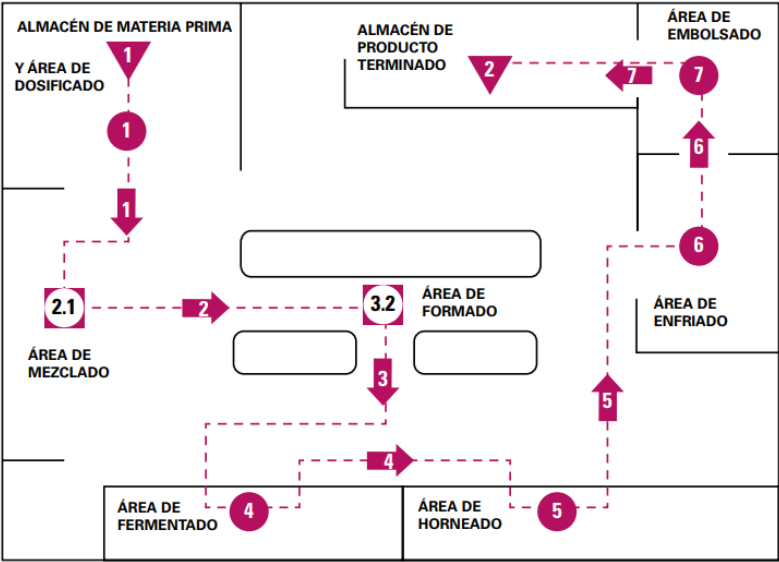 ALMACÉN DE MATERIA PRIMA
1
Y ÁREA DE
DOSIFICADO
1
1
2.1
ÁREA DE
MEZCLADO
2
3.2
ÁREA DE
FORMADO
3
ÁREA DE
FERMENTADO
4
4
ÁREA DE
HORNEADO
5
5
ÁREA DE
ENFRIADO
6
6
ÁREA DE
EMBOLSADO
7
7
ALMACÉN DE
PRODUCTO
TERMINADO
2